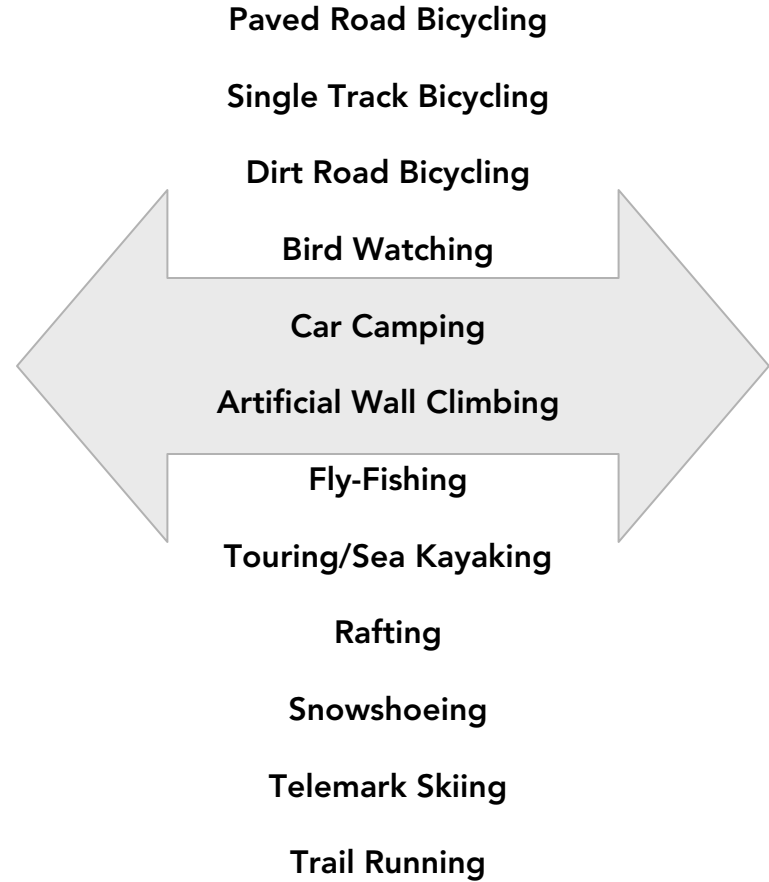 Paved Road Bicycling
Single Track Bicycling
Dirt Road Bicycling
Bird Watching
Car Camping
Artificial Wall Climbing
Fly-Fishing
Touring/Sea Kayaking
Rafting
Snowshoeing
Telemark Skiing
Trail Running